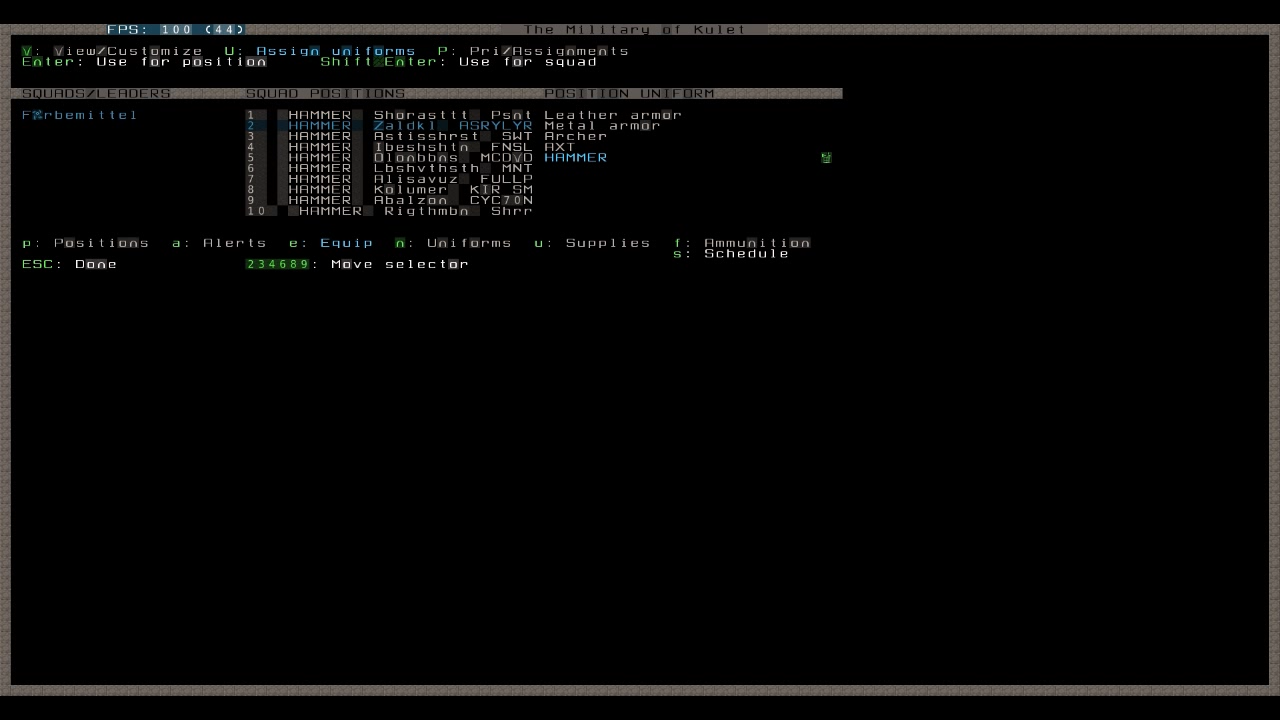 FPS: 100 (44) The Military of Kulet
V: View/Customize U: Assign uniforms P: Pri/Assignments
Enter: Use for position Shift Enter: Use for squad
SQUADS/LEADERS SQUAD POSITIONS POSITION UNIFORM
1 HAMMER Shorasttt Psnt Leather armor
2 HAMMER Zaldkl ASRYLYR Metal armor
3 HAMMER Astisshrst SWT Archer
4 HAMMER Ibeshshtn FNSL AXT
5 HAMMER Olonbbns MCDVD HAMMER
6 HAMMER Lbshvthsth MNT
7 HAMMER Alisavuz FULLP
8 HAMMER Kolumer KIR SM
9 HAMMER Abalzon CYC70N
10 HAMMER Rigthmbn Shrr
p: Positions a: Alerts e: Equip n: Uniforms u: Supplies f: Ammunition
s: Schedule
ESC: Done 234689: Move selector